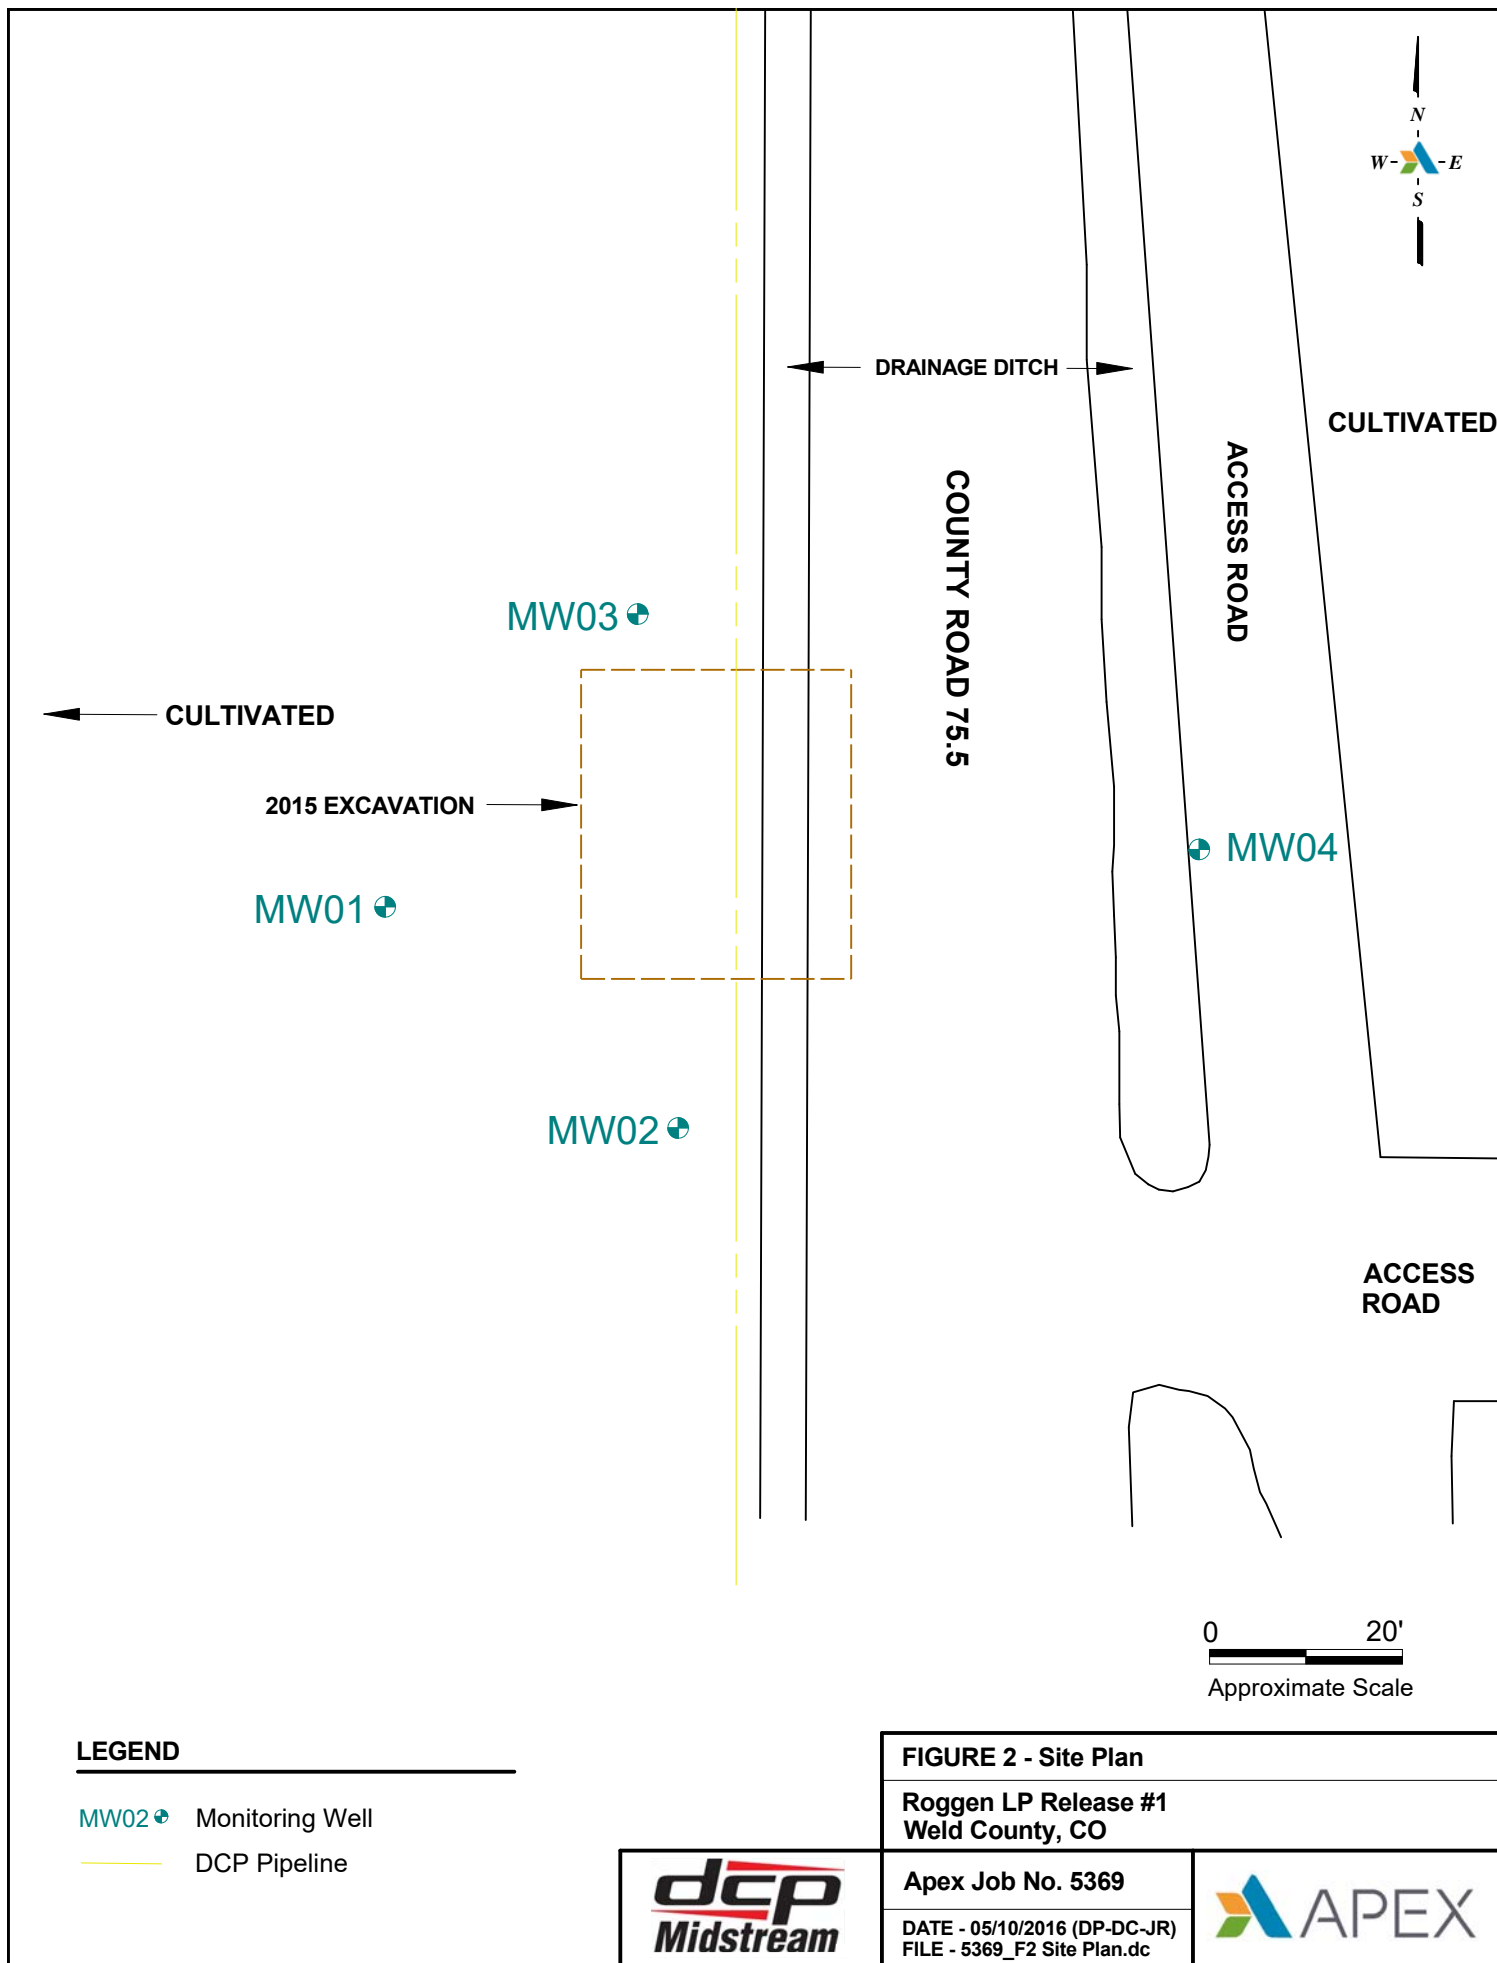 N
W - E
S
DRAINAGE DITCH
CULTIVATED
ACCESS ROAD
COUNTY ROAD 75.5
MW03
CULTIVATED
2015 EXCAVATION
MW04
MW01
MW02
ACCESS
ROAD
0 20'
Approximate Scale
LEGEND
MW02 Monitoring Well
DCP Pipeline
FIGURE 2 - Site Plan
Roggen LP Release #1
Weld County, CO
dcp
Midstream
Apex Job No. 5369
DATE - 05/10/2016 (DP-DC-JR)
FILE - 5369_F2 Site Plan.dc
APEX